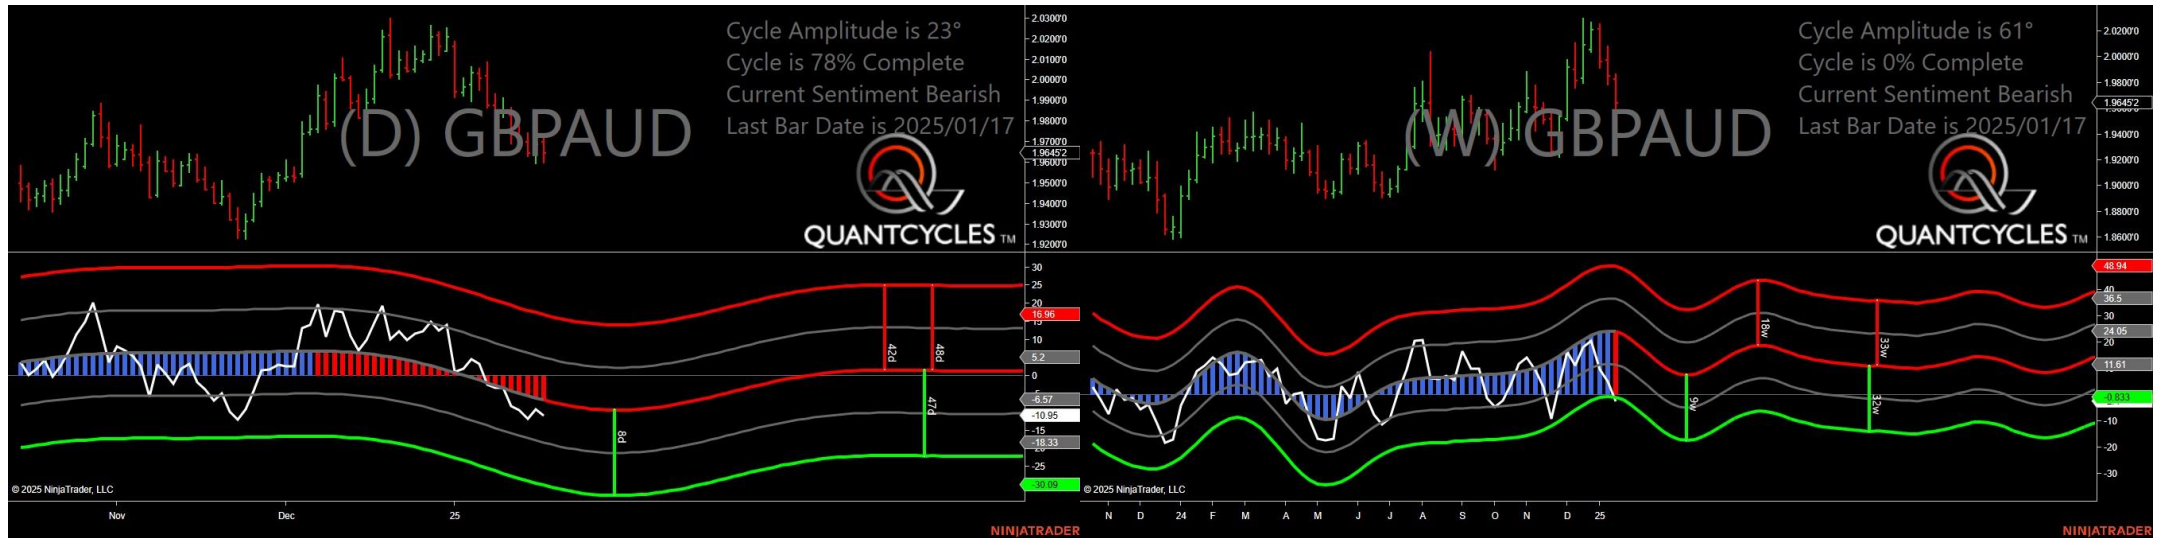 Cycle Amplitude is 23°
Cycle is 78% Complete
Current Sentiment Bearish
Last Bar Date is 2025/01/17
(D) GBPAUD
QUANTCYCLES TM
2.0300'0
2.0200'0
2.0100'0
2.0000'0
1.9900'0
1.9800'0
1.9700'0
1.9645'2
1.9600'0
1.9500'0
1.9400'0
1.9300'0
1.9200'0
30
25
20
16.96
15
10
5.2
0
-6.57
-10.95
-15
-18.33
-25
-30.09
42d
48d
47d
8d
© 2025 NinjaTrader, LLC
Nov
Dec
25
NINJATRADER
Cycle Amplitude is 61°
Cycle is 0% Complete
Current Sentiment Bearish
Last Bar Date is 2025/01/17
(W) GBPAUD
QUANTCYCLES TM
2.0200'0
2.0000'0
1.9800'0
1.9645'2
1.9400'0
1.9200'0
1.9000'0
1.8800'0
1.8600'0
48.94
40
36.5
30
24.05
20
11.61
-0.833
-10
-20
-30
18w
33w
9w
32w
© 2025 NinjaTrader, LLC
N D 24 F M A M J J A S O N D 25
NINJATRADER